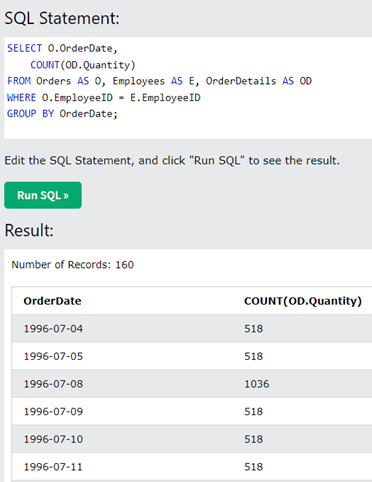 SQL Statement:
SELECT O.OrderDate,
COUNT(OD.Quantity)
FROM Orders AS O, Employees AS E, OrderDetails AS OD
WHERE O.EmployeeID = E.EmployeeID
GROUP BY OrderDate;
Edit the SQL Statement, and click "Run SQL" to see the result.
Run SQL »
Result:
Number of Records: 160
OrderDate COUNT(OD.Quantity)
1996-07-04 518
1996-07-05 518
1996-07-08 1036
1996-07-09 518
1996-07-10 518
1996-07-11 518